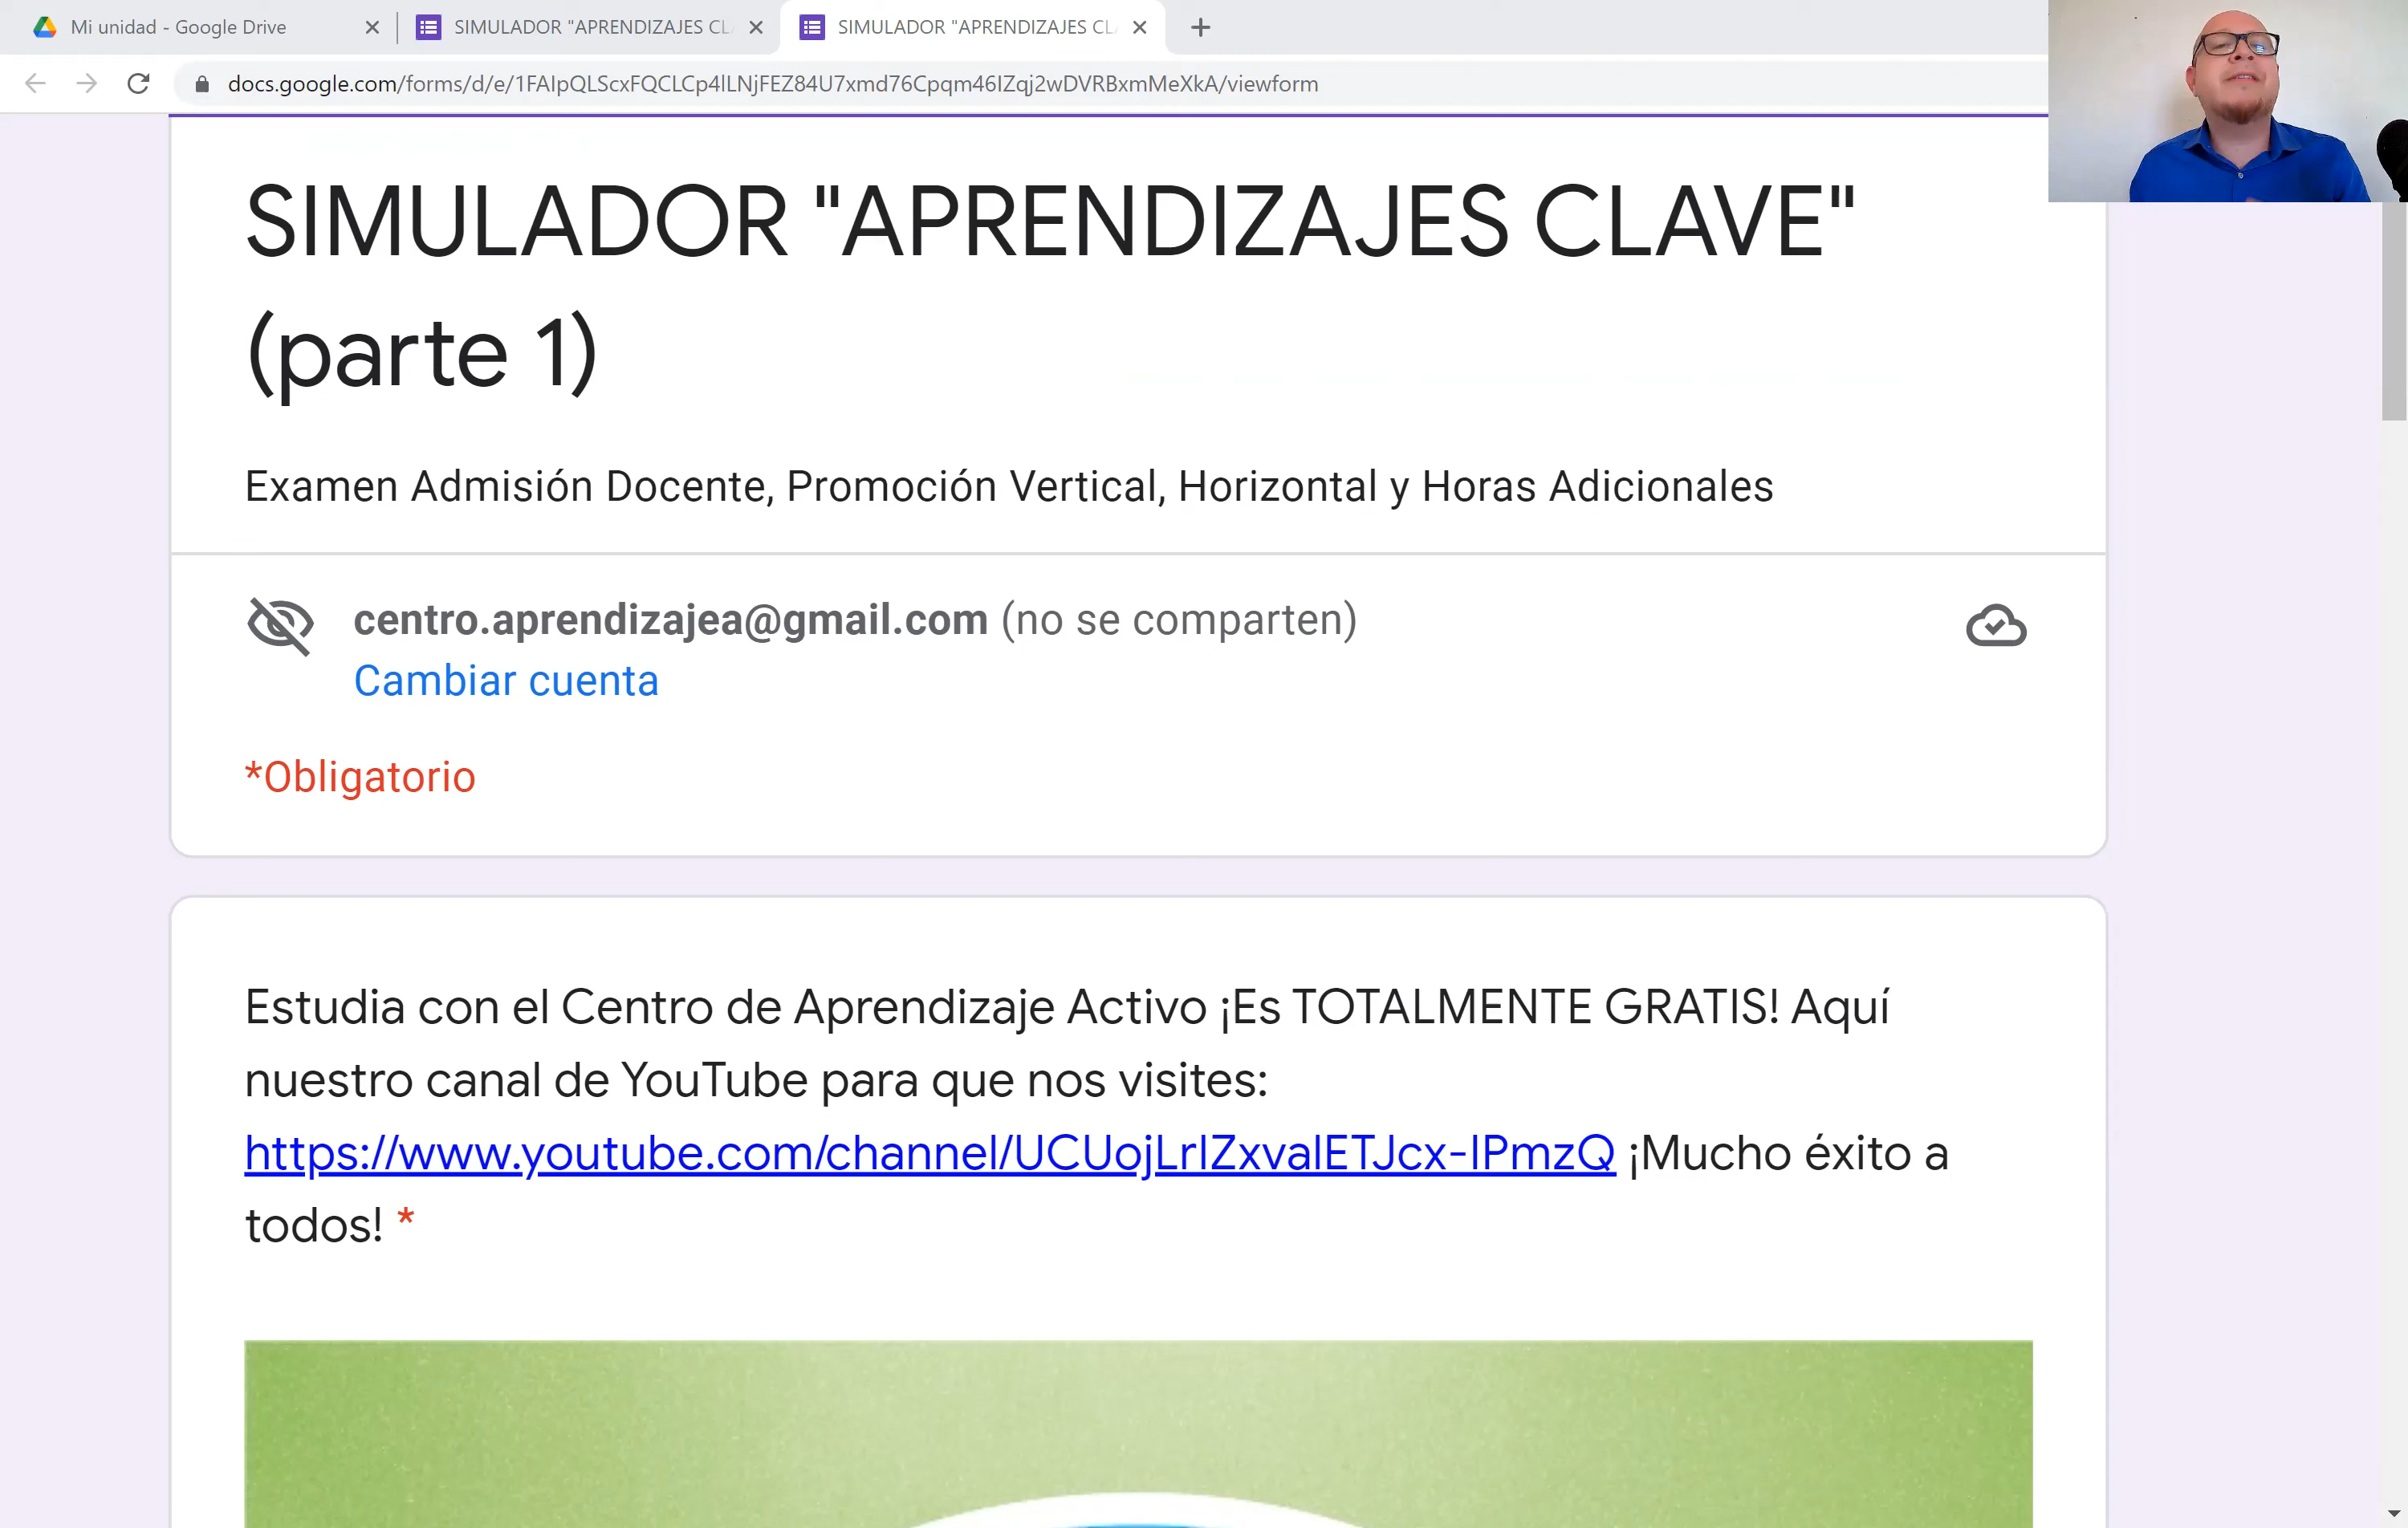 Mi unidad - Google Drive
SIMULADOR "APRENDIZAJES CL
SIMULADOR "APRENDIZAJES CL
docs.google.com/forms/d/e/1FAIpQLScxFQCLCp4lLNjFEZ84U7xmd76Cpqm46IZqj2wDVRBxmMeXkA/viewform
SIMULADOR "APRENDIZAJES CLAVE"
(parte 1)
Examen Admisión Docente, Promoción Vertical, Horizontal y Horas Adicionales
centro.aprendizajea@gmail.com (no se comparten)
Cambiar cuenta
*Obligatorio
Estudia con el Centro de Aprendizaje Activo ¡Es TOTALMENTE GRATIS! Aquí
nuestro canal de YouTube para que nos visites:
https://www.youtube.com/channel/UCUojLrIZxvalETJcx-IPmzQ ¡Mucho éxito a
todos! *